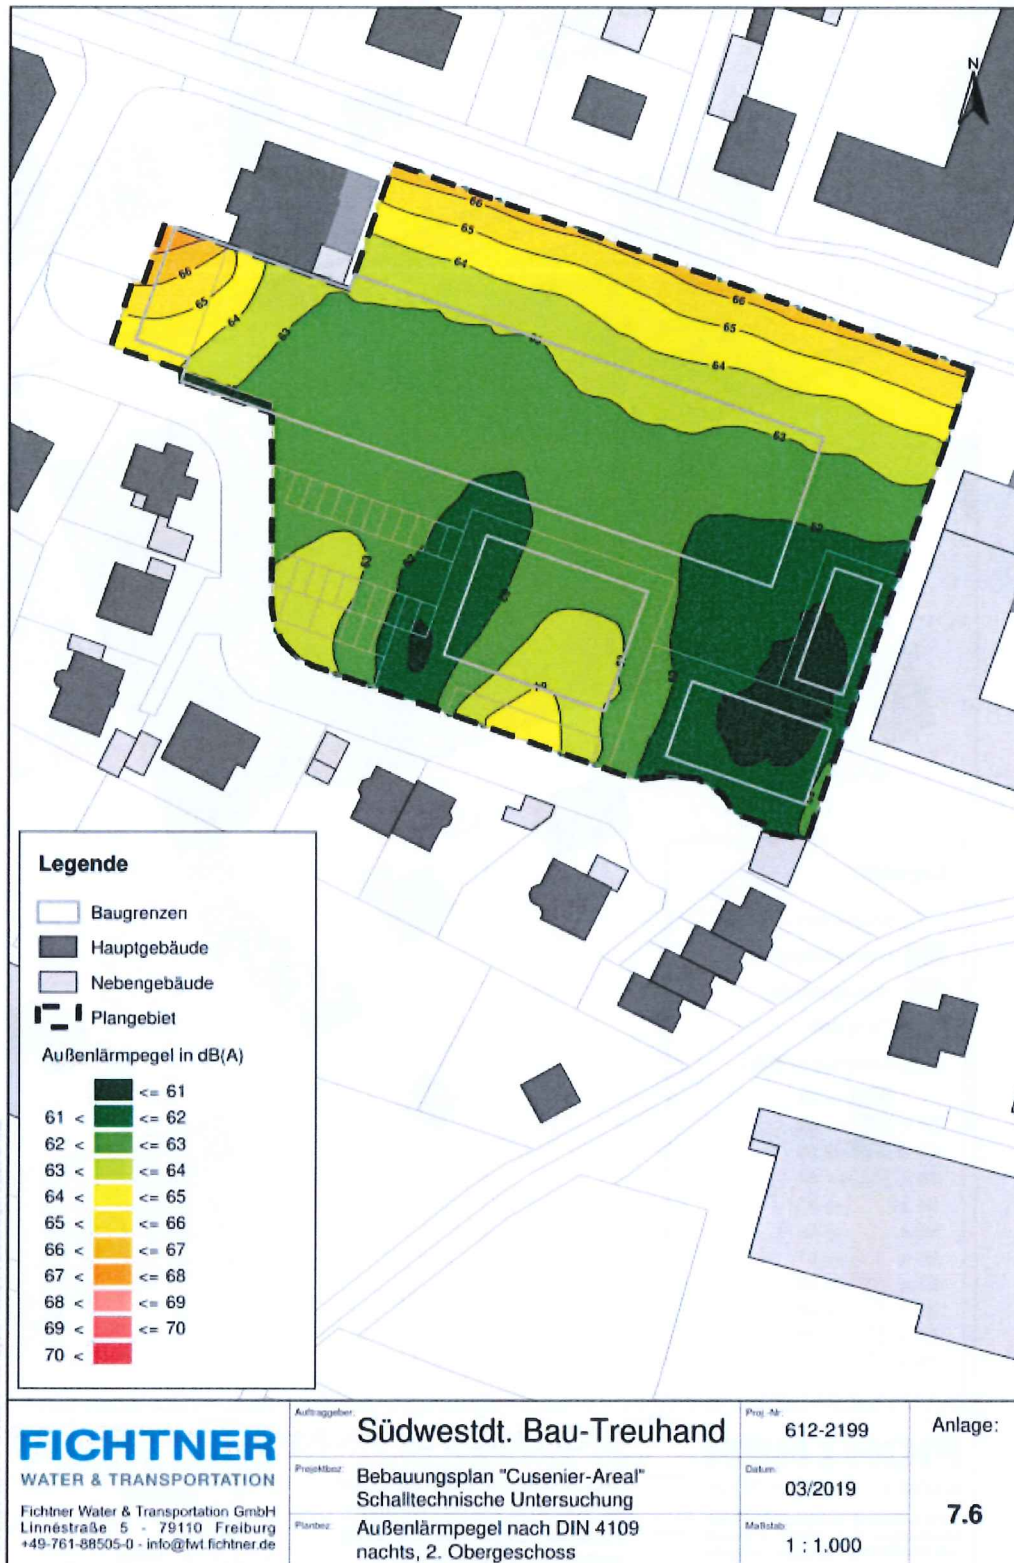 N
66
65
64
66
65
64
63
66
65
64
63
62
Legende
Baugrenzen
Hauptgebäude
Nebengebäude
Plangebiet
Außenlärmpegel in dB(A)
<= 61
61 < <= 62
62 < <= 63
63 < <= 64
64 < <= 65
65 < <= 66
66 < <= 67
67 < <= 68
68 < <= 69
69 < <= 70
70 <
FICHTNER
WATER & TRANSPORTATION
Fichtner Water & Transportation GmbH
Linnéstraße 5 - 79110 Freiburg
+49-761-88505-0 - info@fwt.fichtner.de
Auftraggeber:
Südwestdt. Bau-Treuhand
Projektbez:
Bebauungsplan "Cusenier-Areal"
Schalltechnische Untersuchung
Planbez:
Außenlärmpegel nach DIN 4109
nachts, 2. Obergeschoss
Proj.-Nr.
612-2199
Datum:
03/2019
Maßstab:
1 : 1.000
Anlage:
7.6